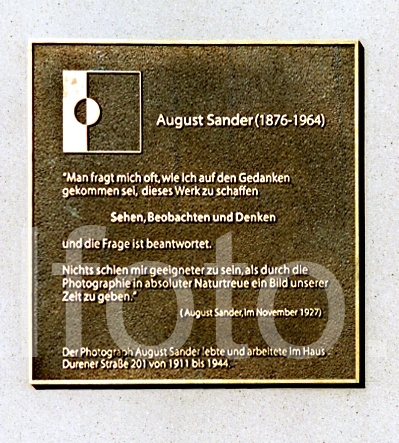 August Sander (1876-1964)
"Man fragt mich oft, wie ich auf den Gedanken
gekommen sei, dieses Werk zu schaffen
Sehen, Beobachten und Denken
und die Frage ist beantwortet.
Nichts schien mir geeigneter zu sein, als durch die
Photographie in absoluter Naturtreue ein Bild unserer
Zeit zu geben."
(August Sander, im November 1927)
Der Photograph August Sander lebte und arbeitete im Haus
Dürener Straße 201 von 1911 bis 1944.
foto